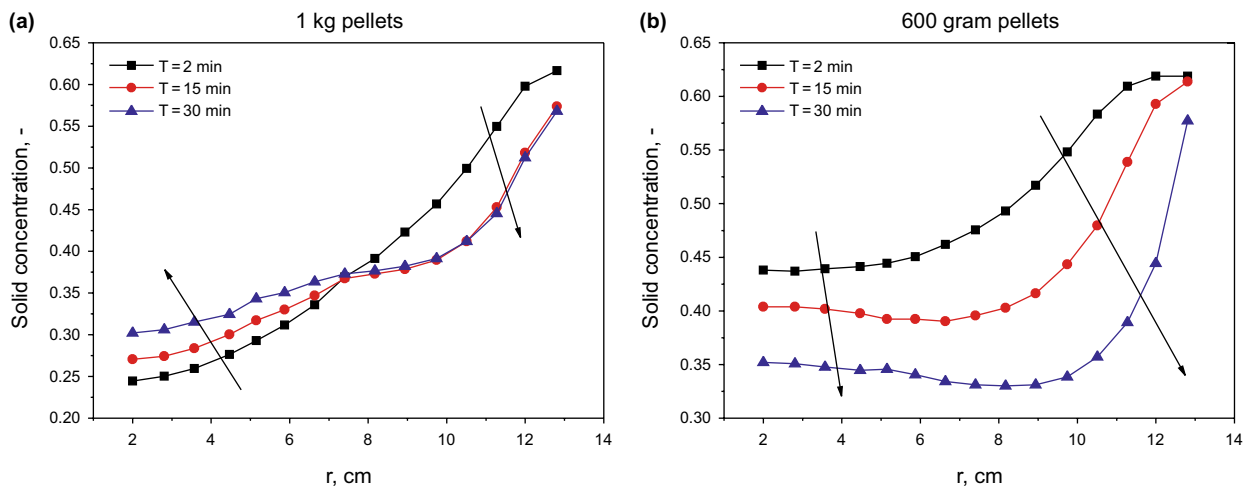 (a)
1 kg pellets
Solid concentration, -
0.65
0.60
0.55
0.50
0.45
0.40
0.35
0.30
0.25
0.20
T = 2 min
T = 15 min
T = 30 min
2
4
6
8
10
12
14
r, cm
(b)
600 gram pellets
Solid concentration, -
0.65
0.60
0.55
0.50
0.45
0.40
0.35
0.30
T = 2 min
T = 15 min
T = 30 min
2
4
6
8
10
12
14
r, cm